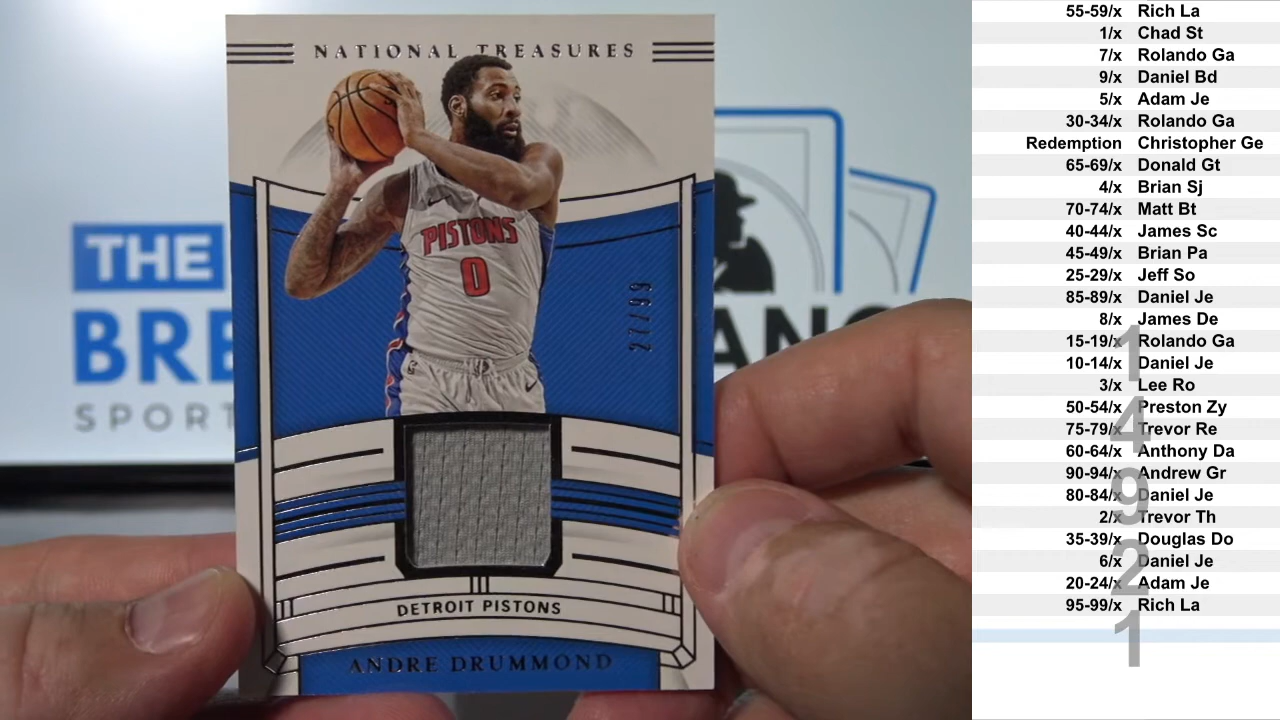 NATIONAL TREASURES
PISTONS
0
27/99
DETROIT PISTONS
ANDRE DRUMMOND
THE
BRE
SPORT
AN
55-59/x Rich La
1/x Chad St
7/x Rolando Ga
9/x Daniel Bd
5/x Adam Je
30-34/x Rolando Ga
Redemption Christopher Ge
65-69/x Donald Gt
4/x Brian Sj
70-74/x Matt Bt
40-44/x James Sc
45-49/x Brian Pa
25-29/x Jeff So
85-89/x Daniel Je
8/x James De
15-19/x Rolando Ga
10-14/x Daniel Je
3/x Lee Ro
50-54/x Preston Zy
75-79/x Trevor Re
60-64/x Anthony Da
90-94/x Andrew Gr
80-84/x Daniel Je
2/x Trevor Th
35-39/x Douglas Do
6/x Daniel Je
20-24/x Adam Je
95-99/x Rich La
1
4
9
2
1